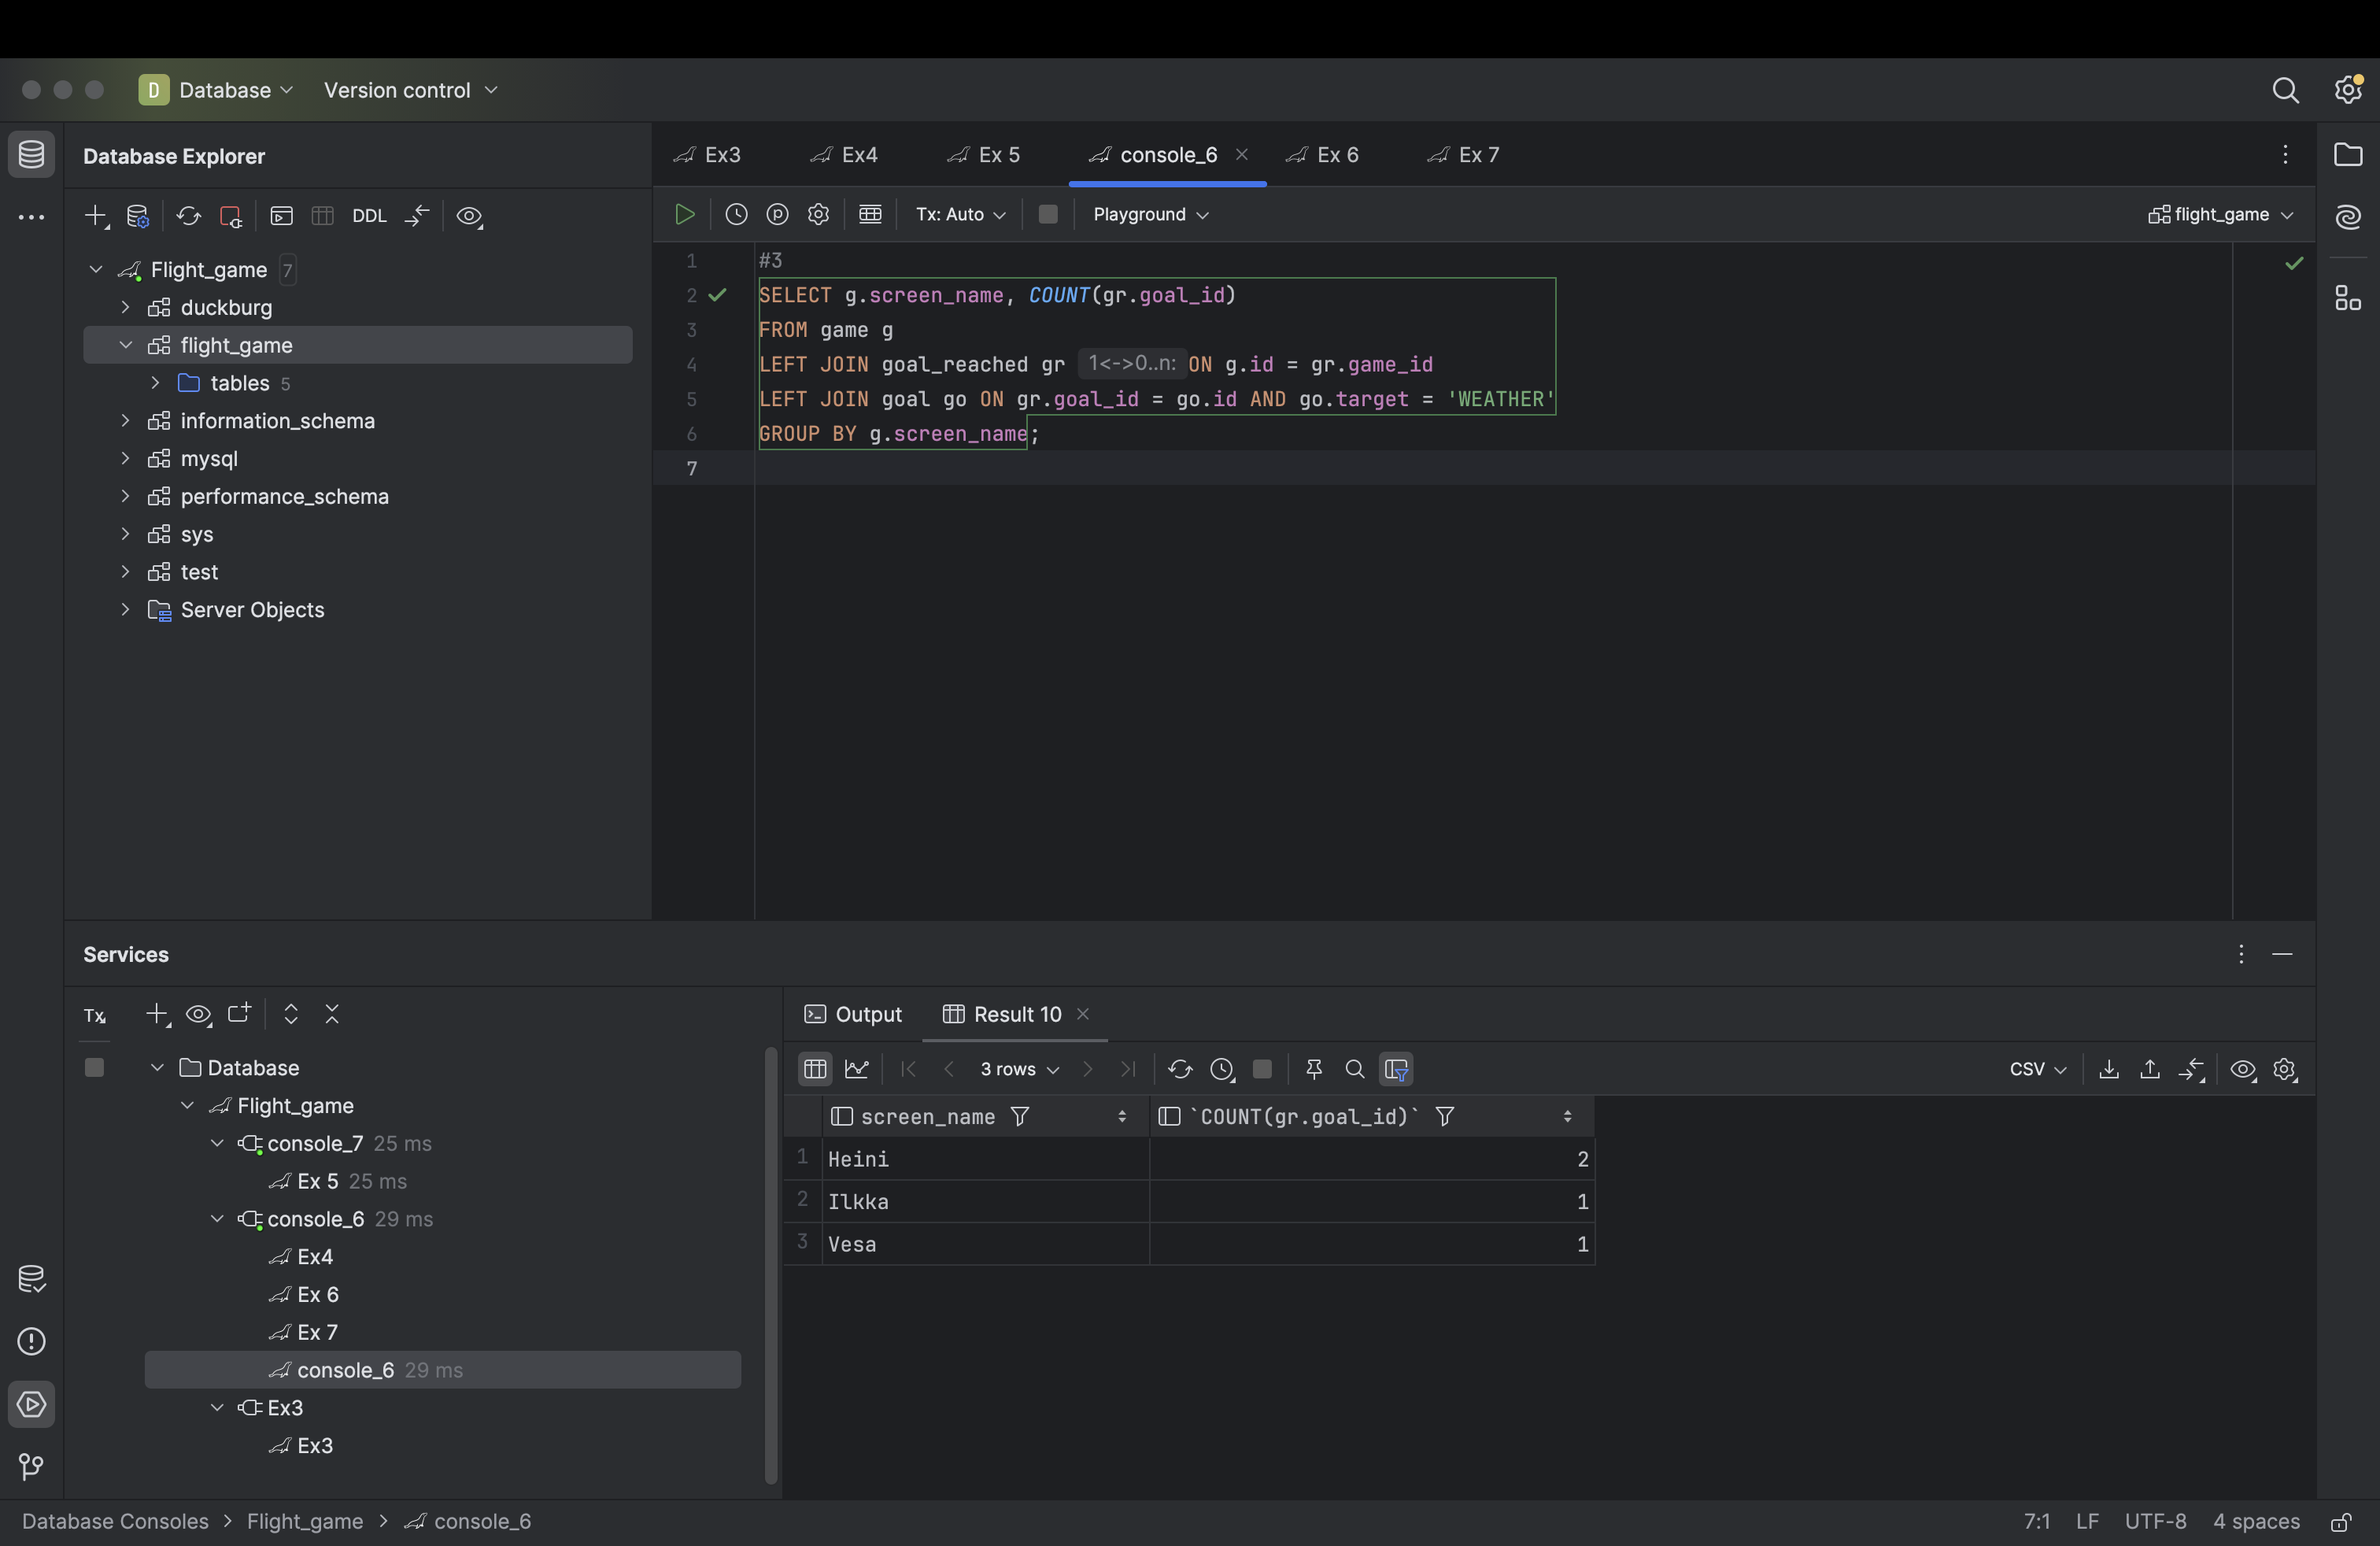 D Database Version control
Database Explorer
DDL
Flight_game 7
duckburg
flight_game
tables 5
information_schema
mysql
performance_schema
sys
test
Server Objects
Ex3 Ex4 Ex 5 console_6 Ex 6 Ex 7
Tx: Auto Playground flight_game
1 #3
2 SELECT g.screen_name, COUNT(gr.goal_id)
3 FROM game g
4 LEFT JOIN goal_reached gr 1<->0..n: ON g.id = gr.game_id
5 LEFT JOIN goal go ON gr.goal_id = go.id AND go.target = 'WEATHER'
6 GROUP BY g.screen_name;
7
Services
Tx
Database
Flight_game
console_7 25 ms
Ex 5 25 ms
console_6 29 ms
Ex4
Ex 6
Ex 7
console_6 29 ms
Ex3
Ex3
Output Result 10
3 rows CSV
screen_name `COUNT(gr.goal_id)`
1 Heini 2
2 Ilkka 1
3 Vesa 1
Database Consoles > Flight_game > console_6 7:1 LF UTF-8 4 spaces